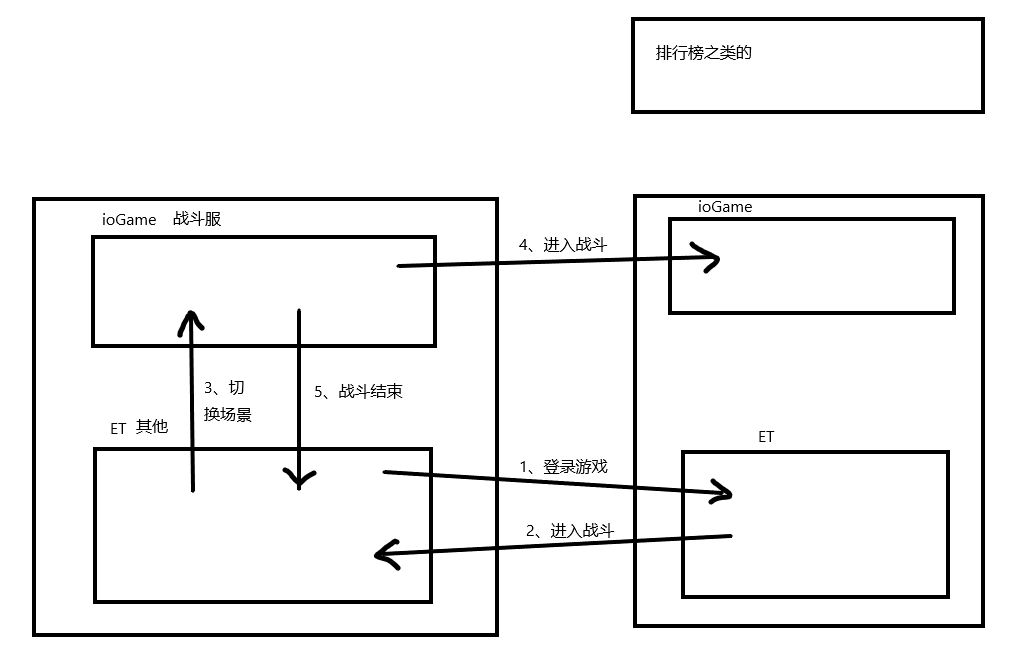 排行榜之类的
ioGame 战斗服
ioGame
4、进入战斗
3、切
换场景
5、战斗结束
ET 其他
ET
1、登录游戏
2、进入战斗